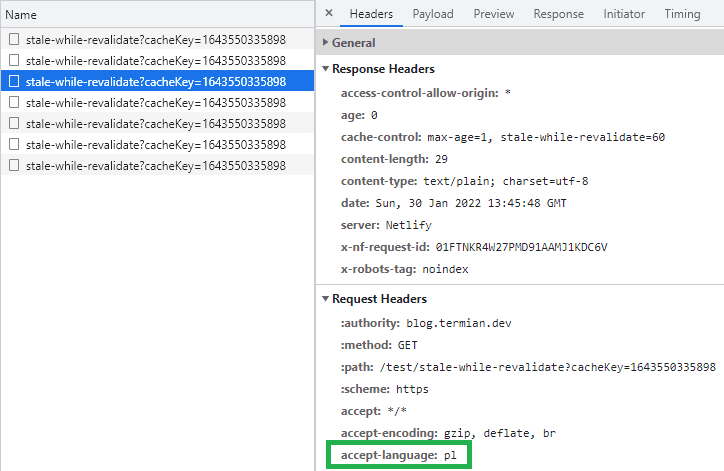 Name
stale-while-revalidate?cacheKey=1643550335898
stale-while-revalidate?cacheKey=1643550335898
stale-while-revalidate?cacheKey=1643550335898
stale-while-revalidate?cacheKey=1643550335898
stale-while-revalidate?cacheKey=1643550335898
stale-while-revalidate?cacheKey=1643550335898
stale-while-revalidate?cacheKey=1643550335898
× Headers Payload Preview Response Initiator Timing
General
Response Headers
access-control-allow-origin: *
age: 0
cache-control: max-age=1, stale-while-revalidate=60
content-length: 29
content-type: text/plain; charset=utf-8
date: Sun, 30 Jan 2022 13:45:48 GMT
server: Netlify
x-nf-request-id: 01FTNKR4W27PMD91AAMJ1KDC6V
x-robots-tag: noindex
Request Headers
:authority: blog.termian.dev
:method: GET
:path: /test/stale-while-revalidate?cacheKey=1643550335898
:scheme: https
accept: */*
accept-encoding: gzip, deflate, br
accept-language: pl